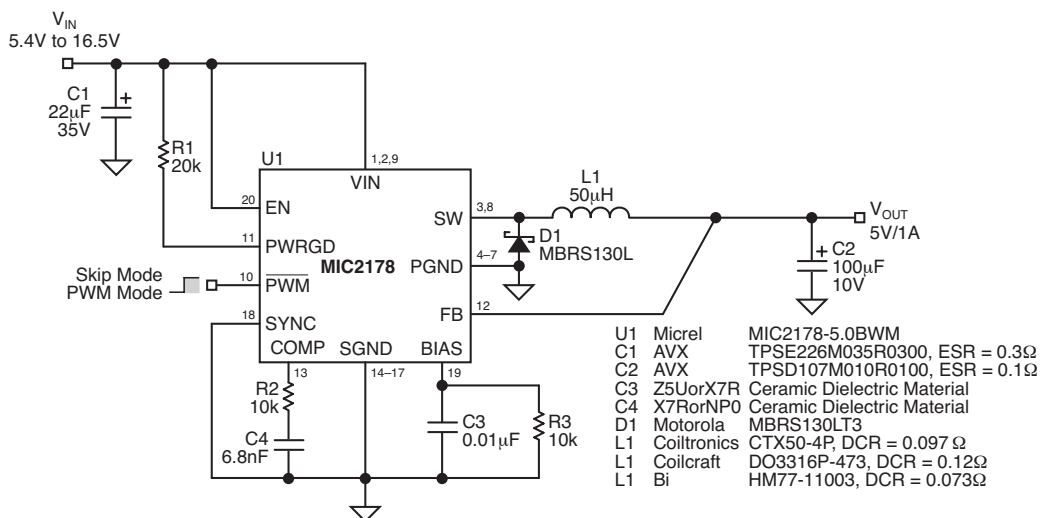 VIN
5.4V to 16.5V
C1
22µF
35V
R1
20k
U1
1,2,9
VIN
20
EN
11
PWRGD
MIC2178
Skip Mode
PWM Mode
10
PWM
18
SYNC
COMP
SGND
BIAS
13
14–17
19
SW
3,8
PGND
4–7
FB
12
L1
50µH
D1
MBRS130L
VOUT
5V/1A
C2
100µF
10V
R2
10k
C4
6.8nF
C3
0.01µF
R3
10k
U1 Micrel MIC2178-5.0BWM
C1 AVX TPSE226M035R0300, ESR = 0.3Ω
C2 AVX TPSD107M010R0100, ESR = 0.1Ω
C3 Z5UorX7R Ceramic Dielectric Material
C4 X7RorNP0 Ceramic Dielectric Material
D1 Motorola MBRS130LT3
L1 Coiltronics CTX50-4P, DCR = 0.097 Ω
L1 Coilcraft DO3316P-473, DCR = 0.12Ω
L1 Bi HM77-11003, DCR = 0.073Ω